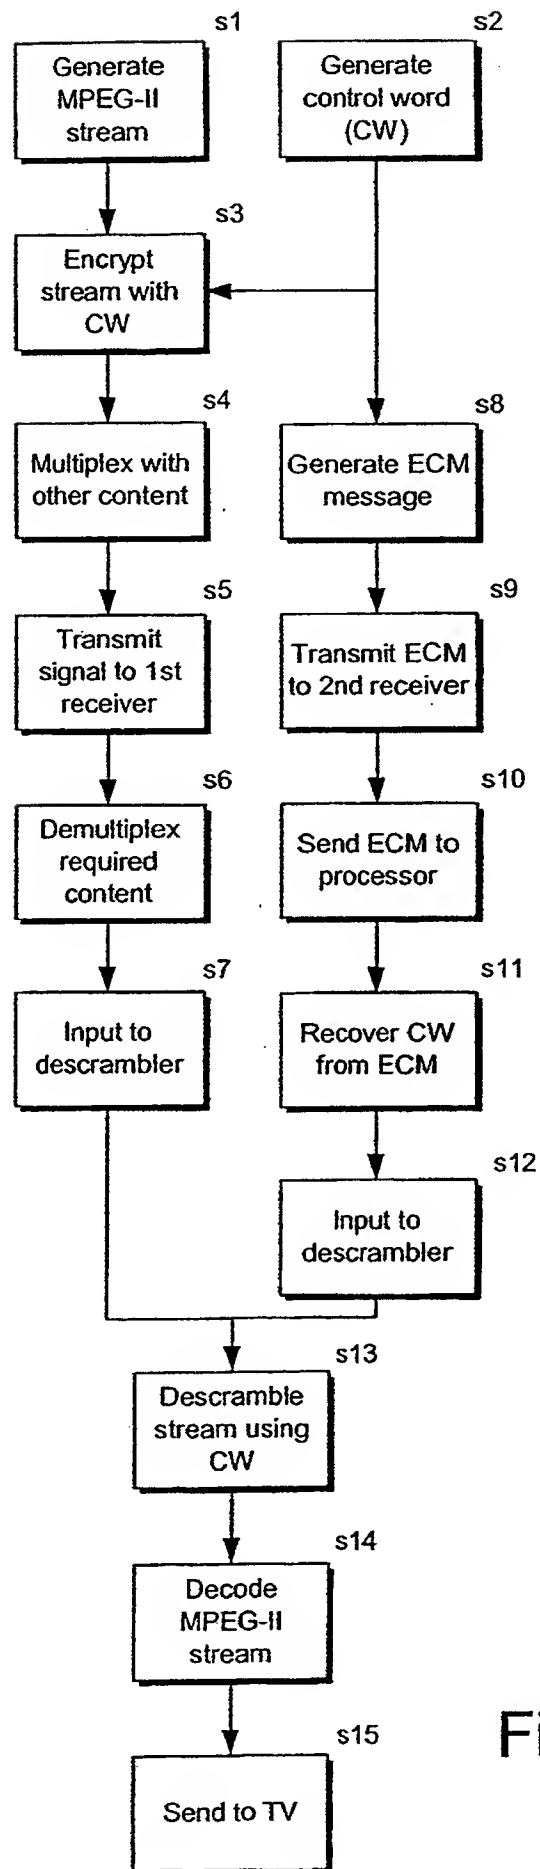 s1
Generate
MPEG-II
stream
s2
Generate
control word
(CW)
s3
Encrypt
stream with
CW
s4
Multiplex with
other content
s8
Generate ECM
message
s5
Transmit
signal to 1st
receiver
s9
Transmit ECM
to 2nd receiver
s6
Demultiplex
required
content
s10
Send ECM to
processor
s7
Input to
descrambler
s11
Recover CW
from ECM
s12
Input to
descrambler
s13
Descramble
stream using
CW
s14
Decode
MPEG-II
stream
s15
Send to TV